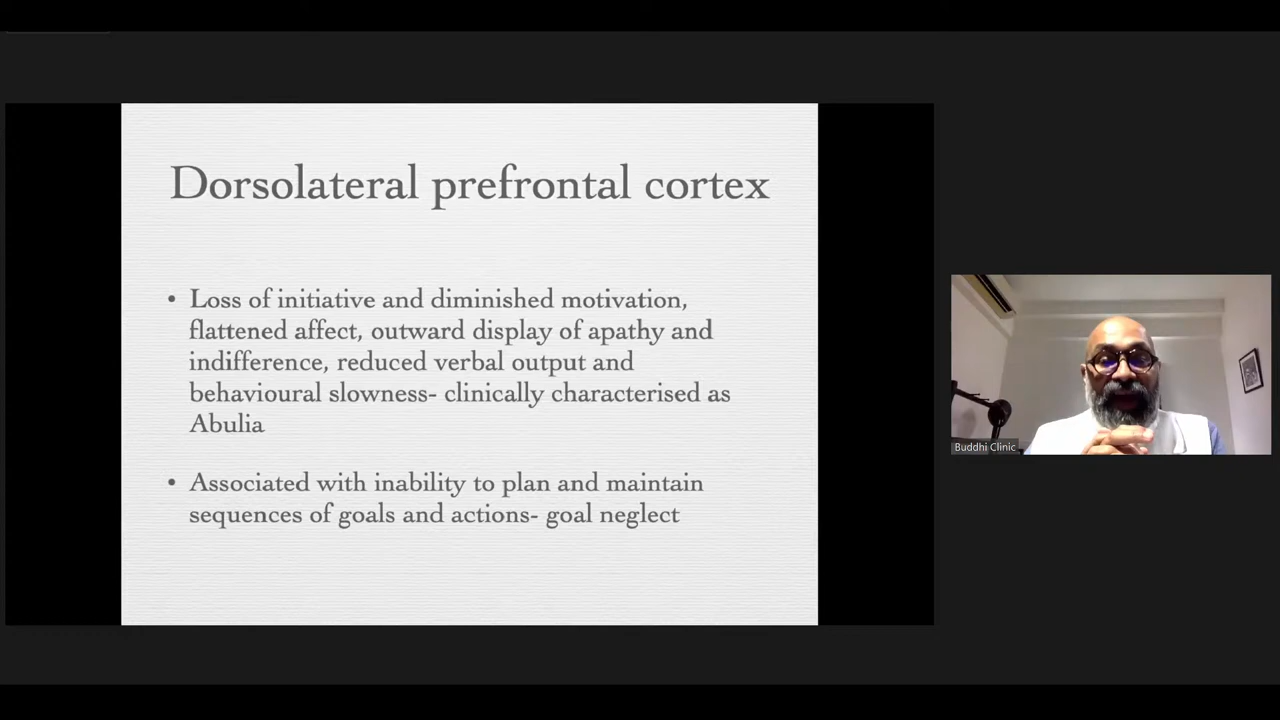 Dorsolateral prefrontal cortex
• Loss of initiative and diminished motivation,
flattened affect, outward display of apathy and
indifference, reduced verbal output and
behavioural slowness- clinically characterised as
Abulia
• Associated with inability to plan and maintain
sequences of goals and actions- goal neglect
Buddhi Clinic